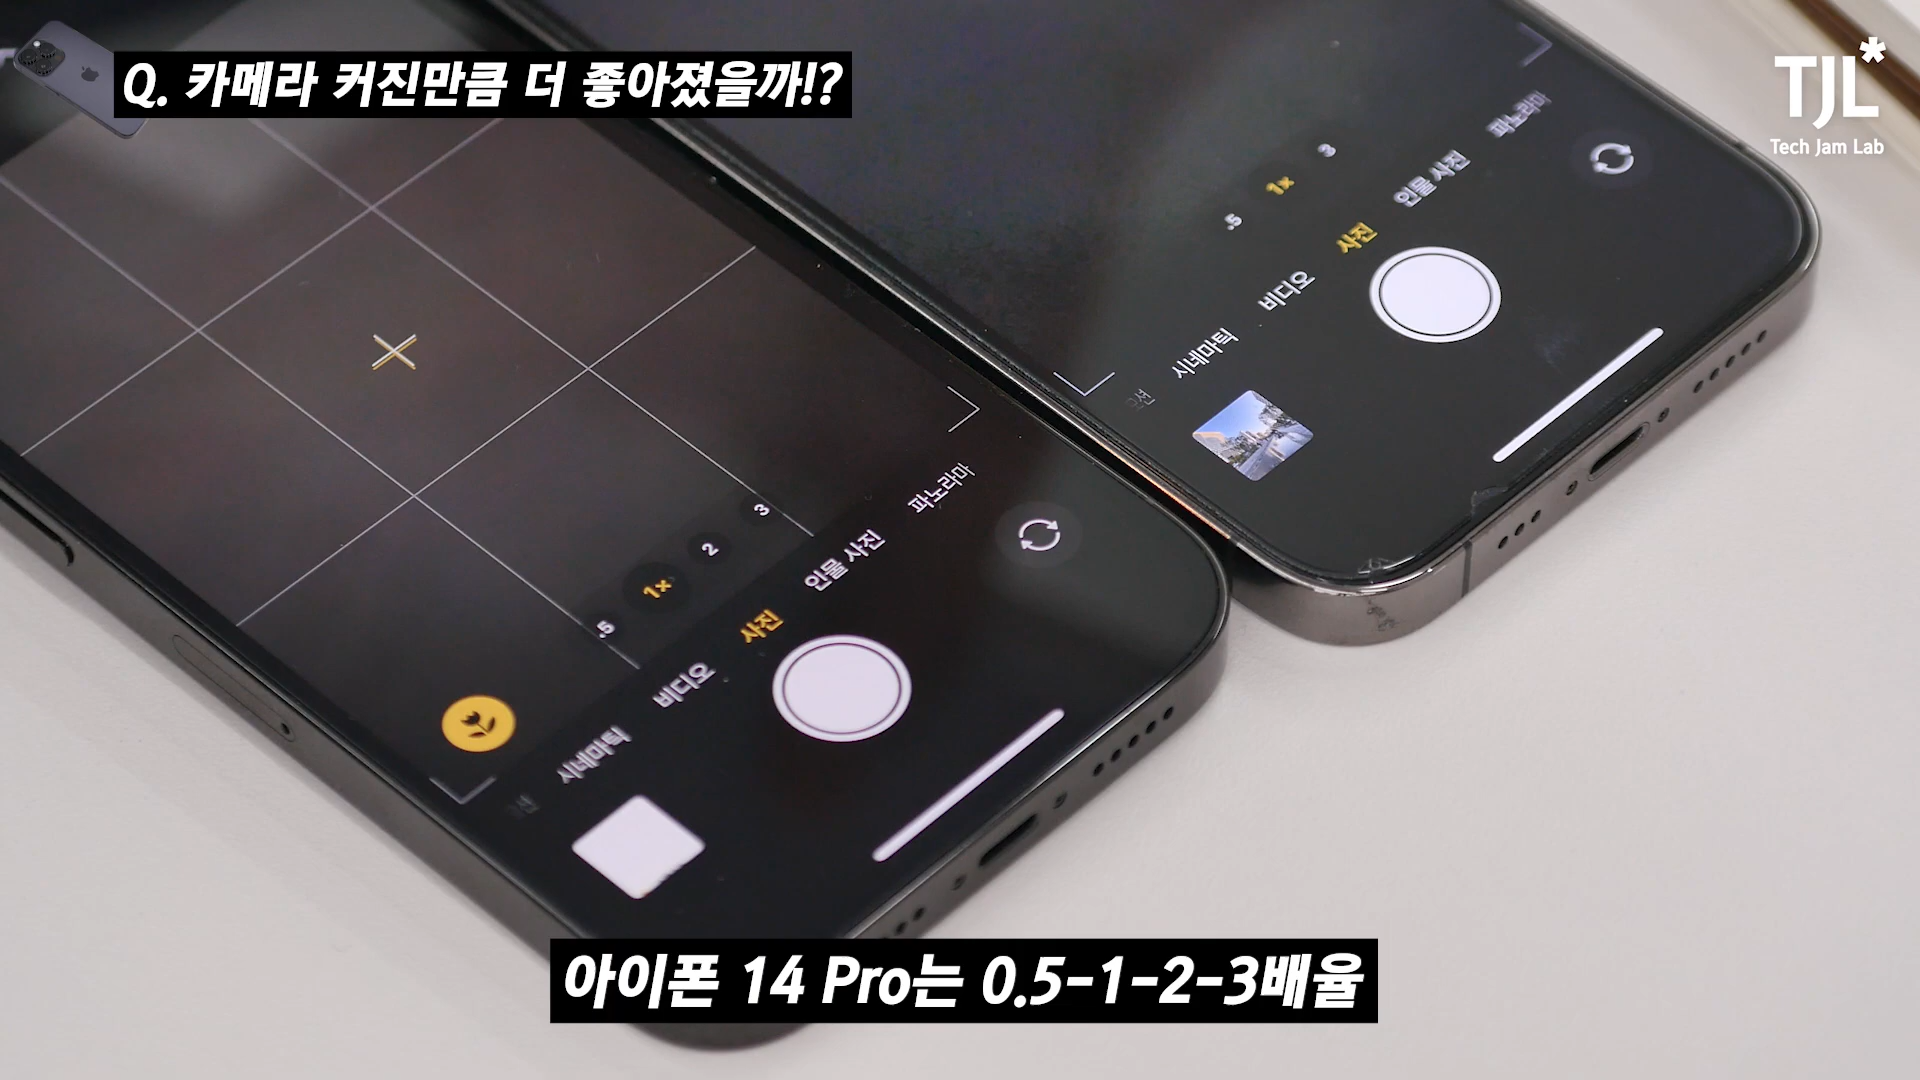 Q. 카메라 커진만큼 더 좋아졌을까!?
TJL*
Tech Jam Lab
.5 1x 3
시네마틱 비디오 사진 인물 사진 파노라마
.5 1x 2 3
시네마틱 비디오 사진 인물 사진 파노라마
아이폰 14 Pro는 0.5-1-2-3배율